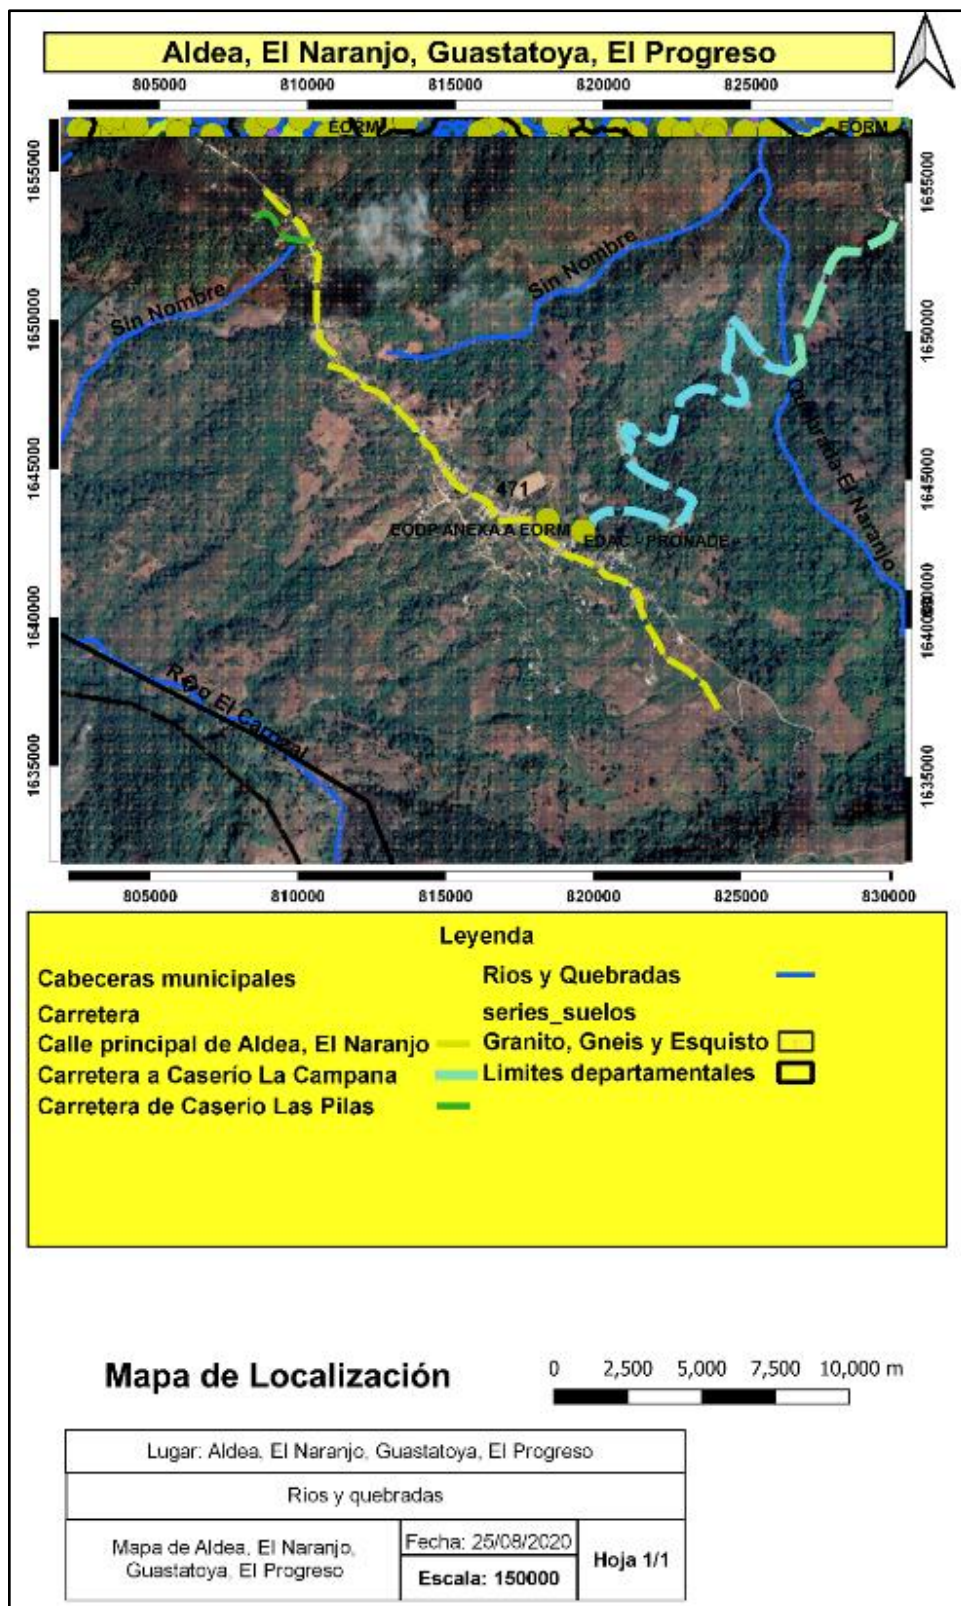 Aldea, El Naranjo, Guastatoya, El Progreso
805000 810000 815000 820000 825000
EORM EORM
1655000 1655000
Sin Nombre
Sin Nombre
1650000 1650000
1645000 1645000
Quebrada El Naranjo
471
EODP ANEXA A EORM
EDAC - PRONADE
1640000 1640000
1635000 1635000
805000 810000 815000 820000 825000 830000
Leyenda
Cabeceras municipales
Carretera
Calle principal de Aldea, El Naranjo
Carretera a Caserío La Campana
Carretera de Caserio Las Pilas
Rios y Quebradas
series_suelos
Granito, Gneis y Esquisto
Limites departamentales
Mapa de Localización
0 2,500 5,000 7,500 10,000 m
Lugar: Aldea, El Naranjo, Guastatoya, El Progreso
Rios y quebradas
Mapa de Aldea, El Naranjo,
Guastatoya, El Progreso
Fecha: 25/08/2020
Escala: 150000
Hoja 1/1